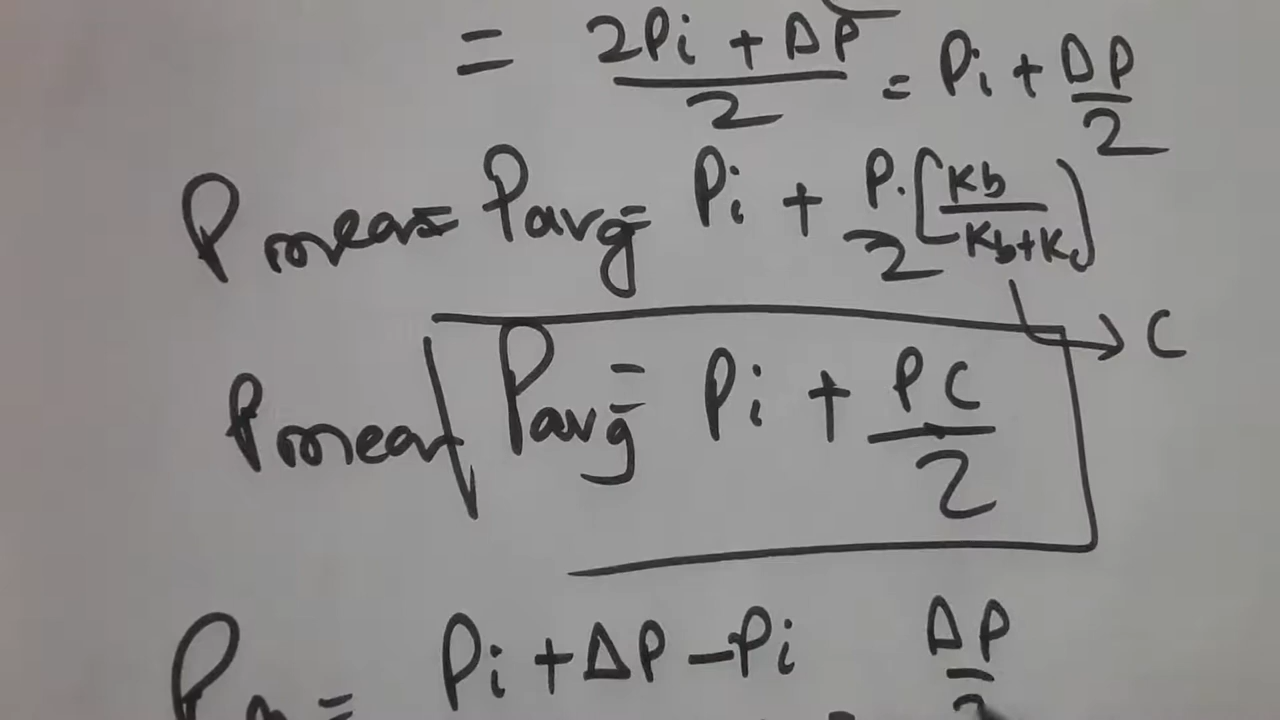 = 2Pi + ΔP / 2 = Pi + ΔP / 2
Pmean = Pavg = Pi + P/2 · [Kb / Kb+Kc]
→ C
Pmean Pavg = Pi + PC / 2
Pi + ΔP − Pi ΔP